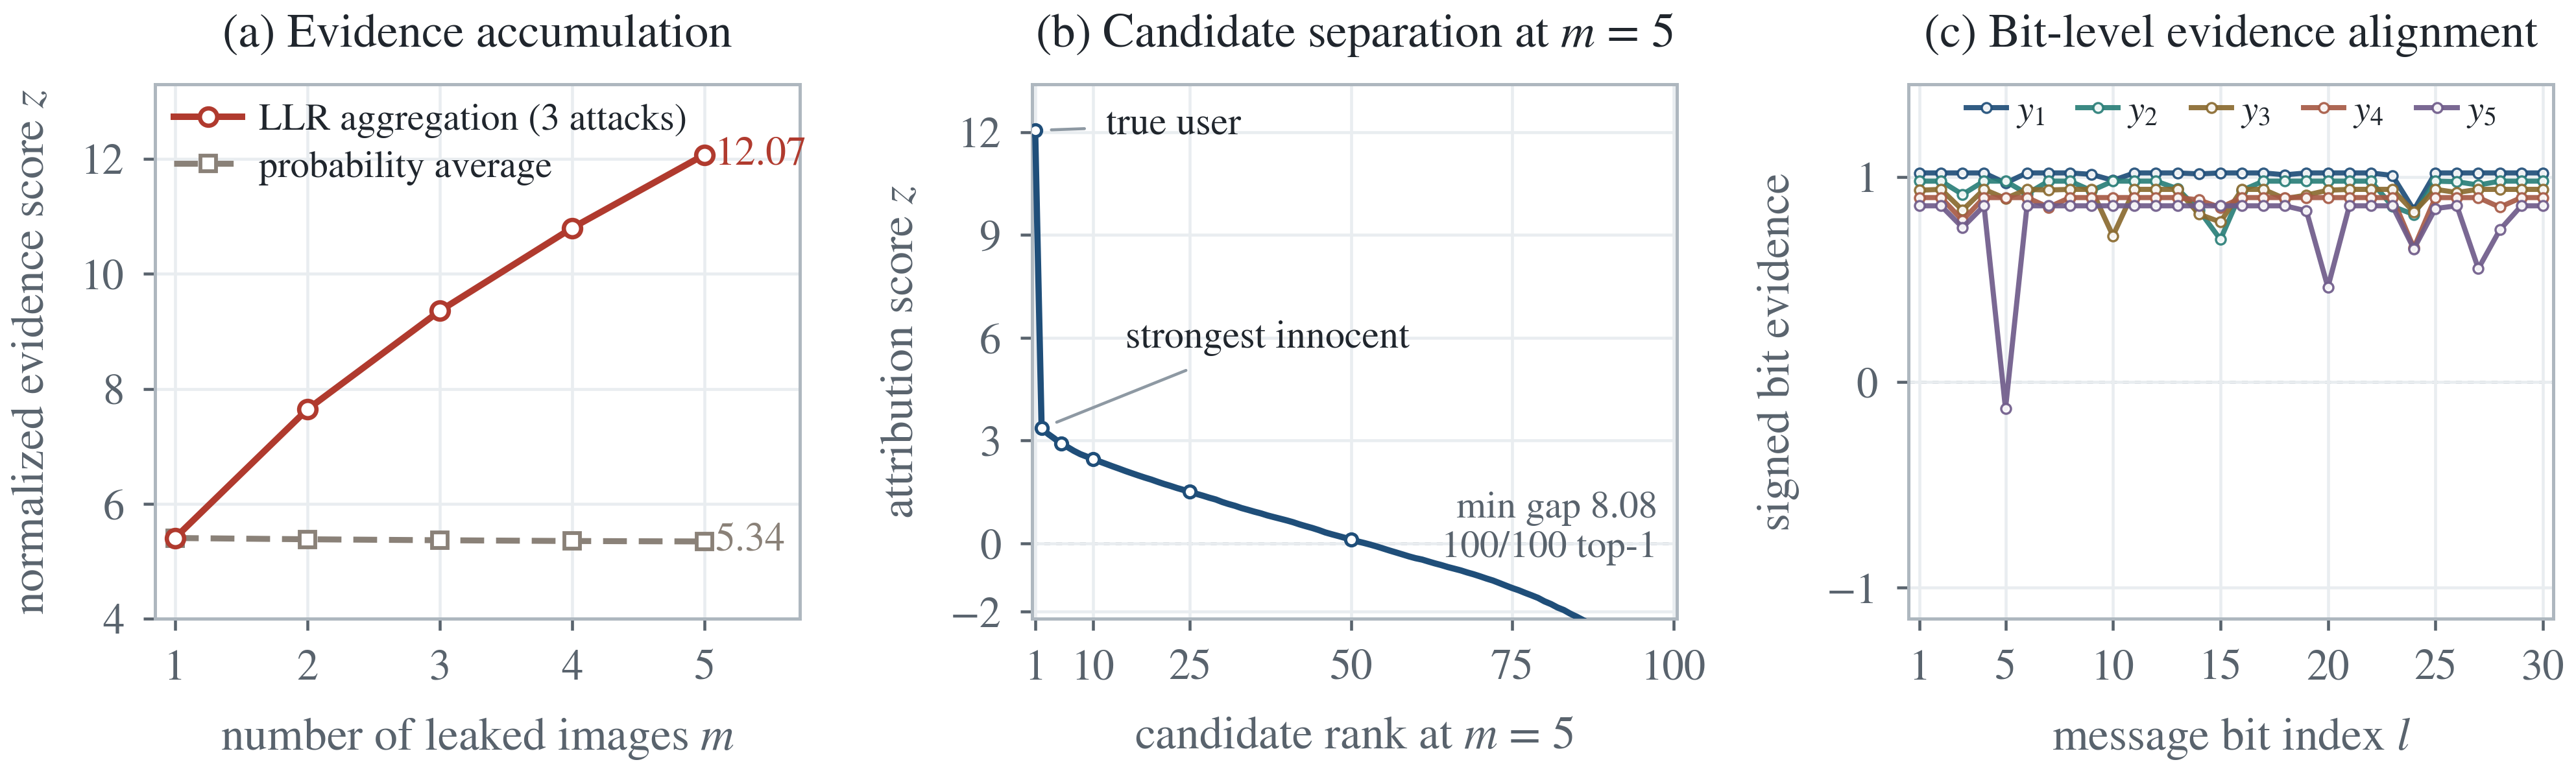 (a) Evidence accumulation
normalized evidence score z
LLR aggregation (3 attacks)
probability average
12.07
5.34
12
10
8
6
4
1 2 3 4 5
number of leaked images m
(b) Candidate separation at m = 5
attribution score z
true user
strongest innocent
min gap 8.08
100/100 top-1
12
9
6
3
0
−2
1 10 25 50 75 100
candidate rank at m = 5
(c) Bit-level evidence alignment
signed bit evidence
y1 y2 y3 y4 y5
1
0
−1
1 5 10 15 20 25 30
message bit index l